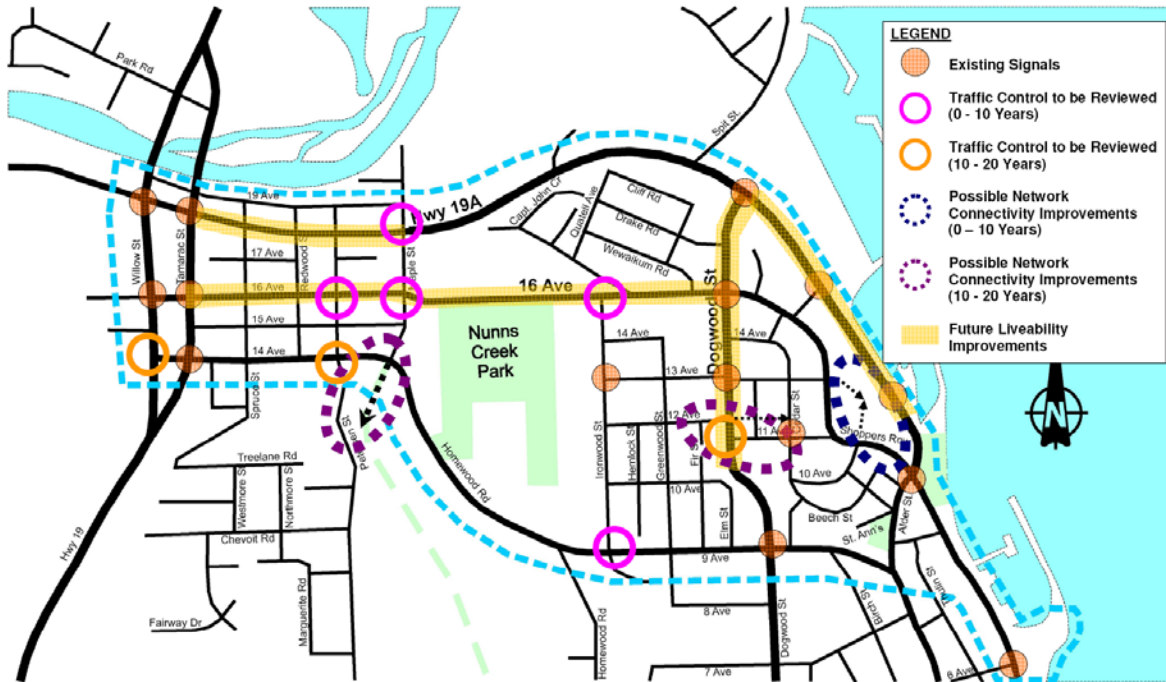 LEGEND
Existing Signals
Traffic Control to be Reviewed
(0 - 10 Years)
Traffic Control to be Reviewed
(10 - 20 Years)
Possible Network
Connectivity Improvements
(0 – 10 Years)
Possible Network
Connectivity Improvements
(10 - 20 Years)
Future Liveability
Improvements
N
Park Rd
Spit St.
19 Ave
Hwy 19A
Capt. John Cr
Quatell Ave
Cliff Rd
Drake Rd
Wewaikum Rd
Willow St
Tamarac St
17 Ave
Redwood St
16 Ave
16 Ave
15 Ave
14 Ave
Nunns
Creek
Park
14 Ave
Dogwood St
14 Ave
13 Ave
Spruce St
12 Ave
11 Ave
Shoppers Row
Ironwood St
Hemlock St
Greenwood St
Fir St
Treelane Rd
Homewood Rd
Westmore St
Northmore St
10 Ave
10 Ave
Elm St
Beech St
Alder St.
St. Ann's
Chevoit Rd
Hwy 19
9 Ave
Marguerite Rd
Thulin St
Birch St
8 Ave
Fairway Dr
Homewood Rd
Dogwood St
7 Ave
6 Ave